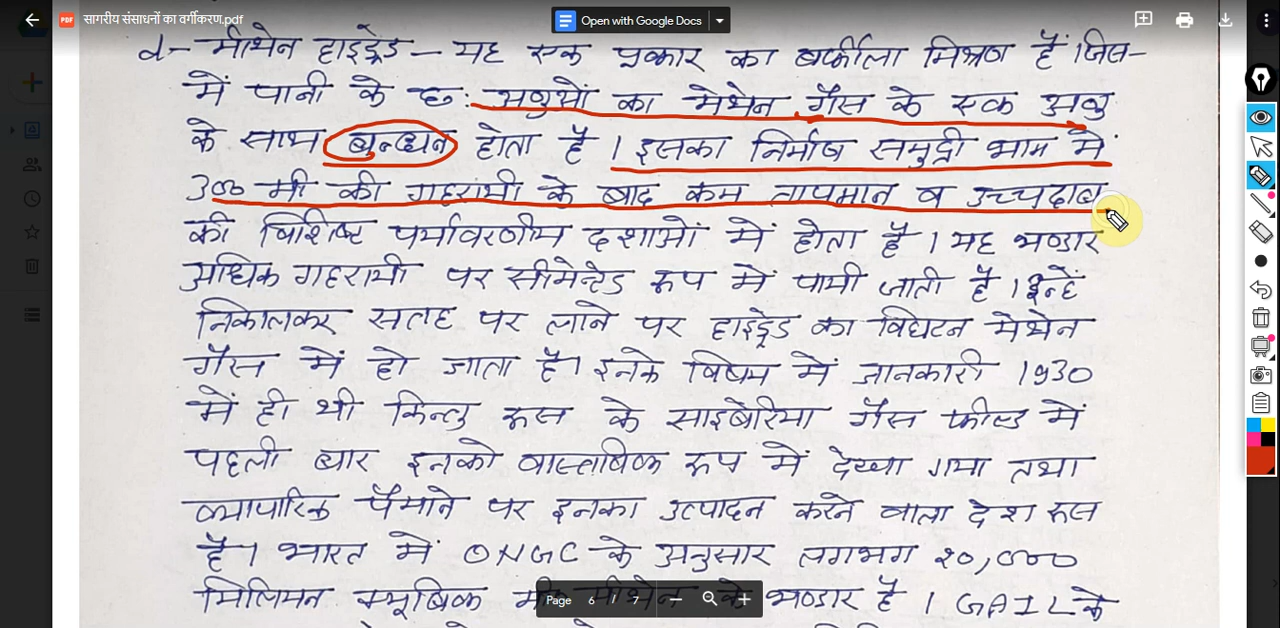 सागरीय संसाधनों का वर्गीकरण.pdf
Open with Google Docs
d- मीथेन हाइड्रेड - यह एक प्रकार का बर्फीला मिश्रण है । जिस-
में पानी के छः अणुओं का मेथेन गैस के एक अणु
के साथ बुन्धन होता है । इसका निर्माण समुद्री भाग में
300 मी की गहरायी के बाद कम तापमान व उच्चदाब
की विशिष्ट पर्यावरणीय दशाओं में होता है । यह भण्डार
अधिक गहरायी पर सीमेन्टेड रूप में पायी जाती है । इन्हें
निकालकर सतह पर लाने पर हाइड्रेड का विघटन मेथेन
गैस में हो जाता है। इनके विषय में जानकारी 1930
में ही थी किन्तु रूस के साइबेरिया गैस फील्ड में
पहली बार इनको वास्तविक रूप में देखा गया तथा
व्यापारिक पैमाने पर इनका उत्पादन करने वाला देश रूस
है । भारत में ONGC के अनुसार लगभग २०,०००
मिलियन क्यूबिक मी० मीथेन के भण्डार है । GAIL के
Page 6 / 7